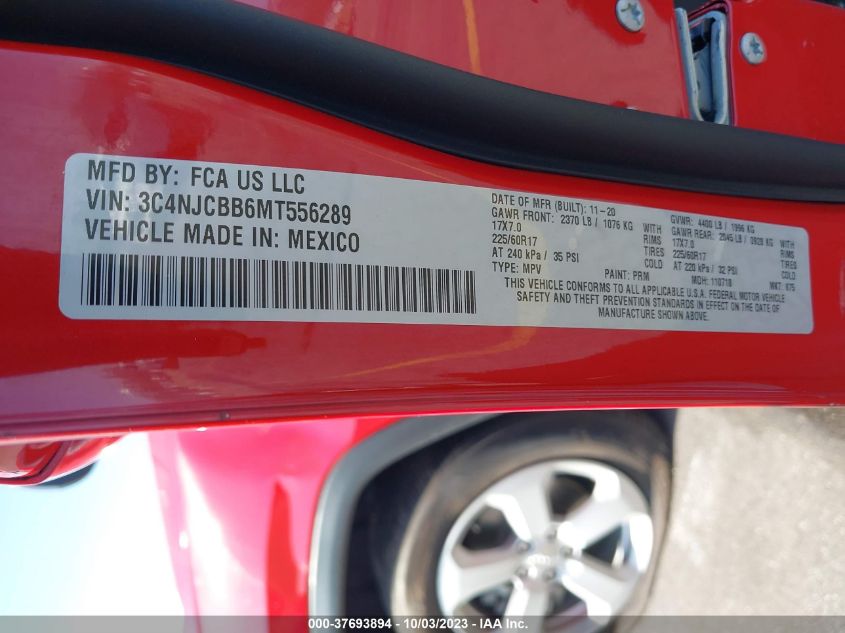 MFD BY: FCA US LLC
VIN: 3C4NJCBB6MT556289
VEHICLE MADE IN: MEXICO
DATE OF MFR (BUILT): 11-20
GVWR: 4400 LB / 1996 KG
GAWR FRONT: 2370 LB / 1076 KG WITH
GAWR REAR: 2045 LB / 0928 KG WITH
17X7.0 RIMS 17X7.0 RIMS
225/60R17 TIRES 225/60R17 TIRES
AT 240 kPa / 35 PSI COLD AT 220 kPa / 32 PSI COLD
TYPE: MPV PAINT: PRM MDH: 110718 MKT: 875
THIS VEHICLE CONFORMS TO ALL APPLICABLE U.S.A. FEDERAL MOTOR VEHICLE
SAFETY AND THEFT PREVENTION STANDARDS IN EFFECT ON THE DATE OF
MANUFACTURE SHOWN ABOVE.
000-37693894 - 10/03/2023 - IAA, Inc.